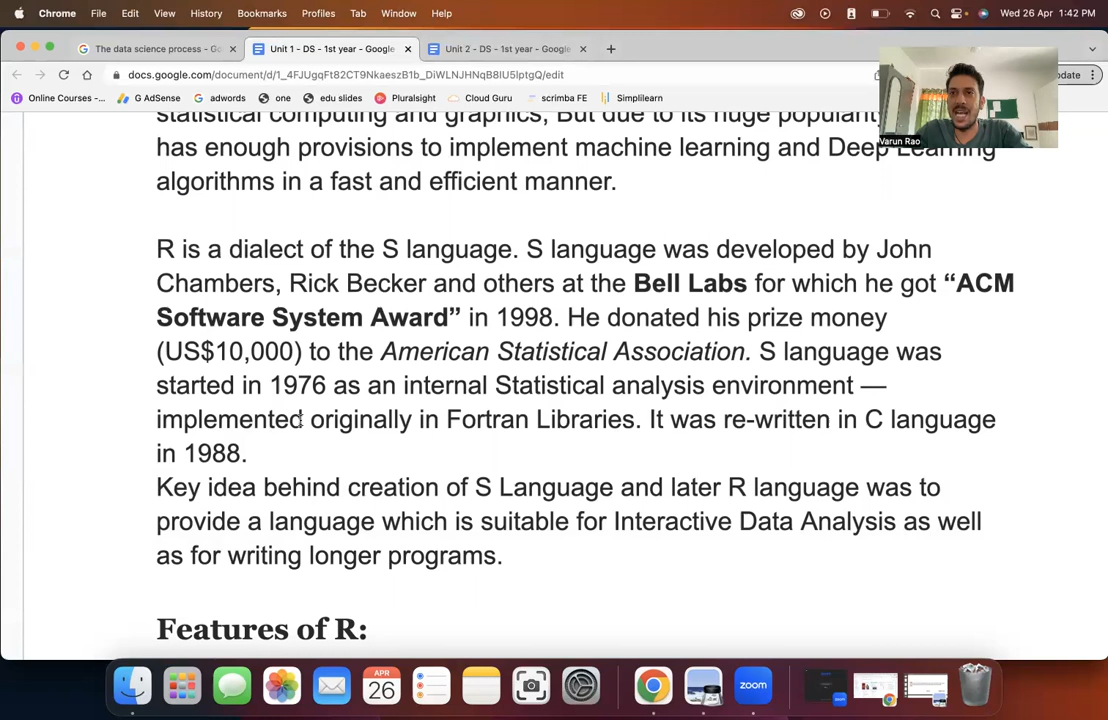 Chrome File Edit View History Bookmarks Profiles Tab Window Help Wed 26 Apr 1:42 PM
The data science process - Go Unit 1 - DS - 1st year - Google Unit 2 - DS - 1st year - Google
docs.google.com/document/d/1_4FJUgqFt82CT9NkaeszB1b_DiWLNJHNqB8IU5lptgQ/edit date
Online Courses -... G AdSense adwords one edu slides Pluralsight Cloud Guru scrimba FE Simplilearn
Varun Rao
statistical computing and graphics, But due to its huge popularity
has enough provisions to implement machine learning and Deep Learning
algorithms in a fast and efficient manner.
R is a dialect of the S language. S language was developed by John
Chambers, Rick Becker and others at the Bell Labs for which he got “ACM
Software System Award” in 1998. He donated his prize money
(US$10,000) to the American Statistical Association. S language was
started in 1976 as an internal Statistical analysis environment —
implemented originally in Fortran Libraries. It was re-written in C language
in 1988.
Key idea behind creation of S Language and later R language was to
provide a language which is suitable for Interactive Data Analysis as well
as for writing longer programs.
Features of R:
APR
26
zoom